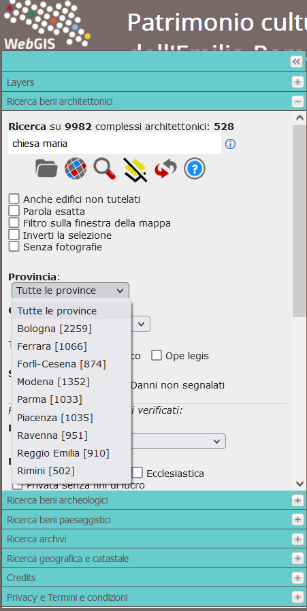 WebGIS
Patrimonio cultu
dell'Emilia-Rom
Layers
Ricerca beni architettonici
Ricerca su 9982 complessi architettonici: 528
chiesa maria
Anche edifici non tutelati
Parola esatta
Filtro sulla finestra della mappa
Inverti la selezione
Senza fotografie
Provincia:
Tutte le province
Tutte le province
Bologna [2259]
Ferrara [1066]
Forlì-Cesena [874]
Modena [1352]
Parma [1033]
Piacenza [1035]
Ravenna [951]
Reggio Emilia [910]
Rimini [502]
co Ope legis
Danni non segnalati
i verificati:
Ecclesiastica
Privata senza fini di lucro
Ricerca beni archeologici
Ricerca beni paesaggistici
Ricerca archivi
Ricerca geografica e catastale
Credits
Privacy e Termini e condizioni